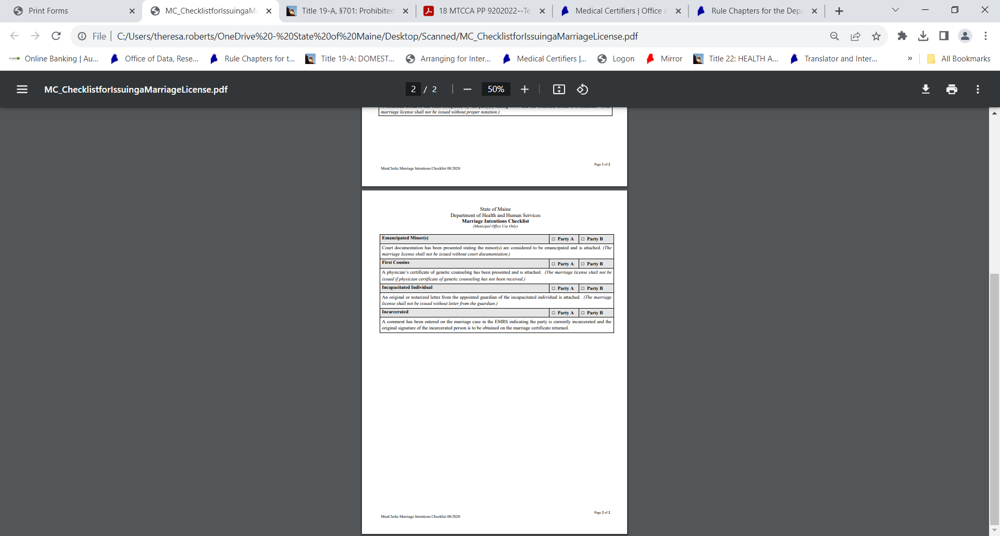 Print Forms
MC_ChecklistforIssuingaMa
Title 19-A, §701: Prohibited
18 MTCCA PP 9202022--Te
Medical Certifiers | Office o
Rule Chapters for the Depa
File
C:/Users/theresa.roberts/OneDrive%20-%20State%20of%20Maine/Desktop/Scanned/MC_ChecklistforIssuingaMarriageLicense.pdf
Online Banking | Au...
Office of Data, Rese...
Rule Chapters for t...
Title 19-A: DOMEST...
Arranging for Inter...
Medical Certifiers |...
Logon
Mirror
Title 22: HEALTH A...
Translator and Inter...
»
All Bookmarks
MC_ChecklistforIssuingaMarriageLicense.pdf
2 / 2
50%
marriage license shall not be issued without proper notation.)
Page 1 of 2
MunClerks Marriage Intentions Checklist 08/2020
State of Maine
Department of Health and Human Services
Marriage Intentions Checklist
(Municipal Office Use Only)
Emancipated Minor(s) ☐ Party A ☐ Party B
Court documentation has been presented stating the minor(s) are considered to be emancipated and is attached. (The
marriage license shall not be issued without court documentation.)
First Cousins ☐ Party A ☐ Party B
A physician's certificate of genetic counseling has been presented and is attached. (The marriage license shall not be
issued if physician certificate of genetic counseling has not been received.)
Incapacitated Individual ☐ Party A ☐ Party B
An original or notarized letter from the appointed guardian of the incapacitated individual is attached. (The marriage
license shall not be issued without letter from the guardian.)
Incarcerated ☐ Party A ☐ Party B
A comment has been entered on the marriage case in the EMRS indicating the party is currently incarcerated and the
original signature of the incarcerated person is to be obtained on the marriage certificate returned.
Page 2 of 2
MunClerks Marriage Intentions Checklist 08/2020